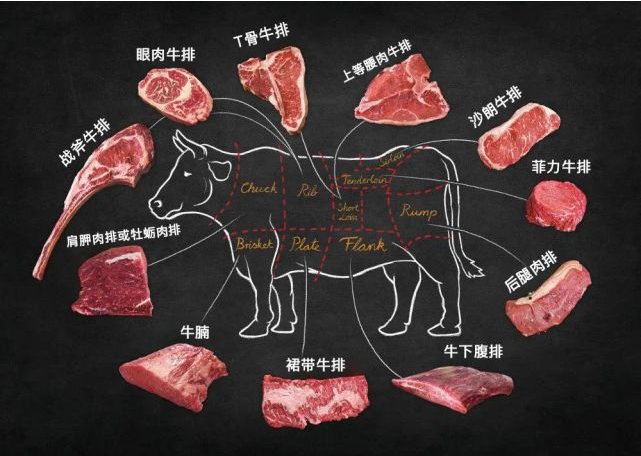 T骨牛排
眼肉牛排
上等腰肉牛排
战斧牛排
沙朗牛排
菲力牛排
Sirloin
Tenderloin
Chuck
Rib
Short
Loin
Rump
肩胛肉排或牡蛎肉排
Brisket
Plate
Flank
后腿肉排
牛腩
裙带牛排
牛下腹排